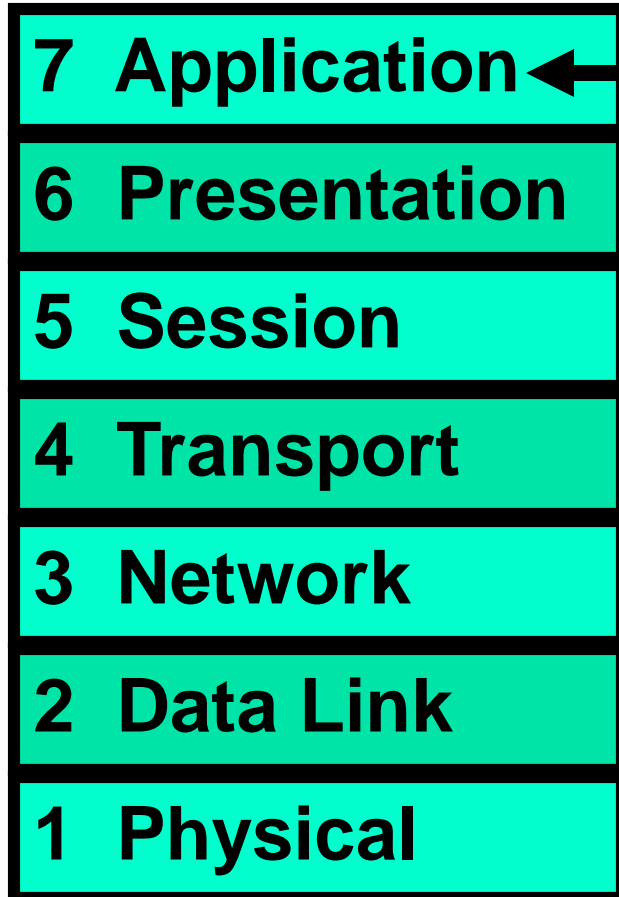 7 Application
6 Presentation
5 Session
4 Transport
3 Network
2 Data Link
1 Physical